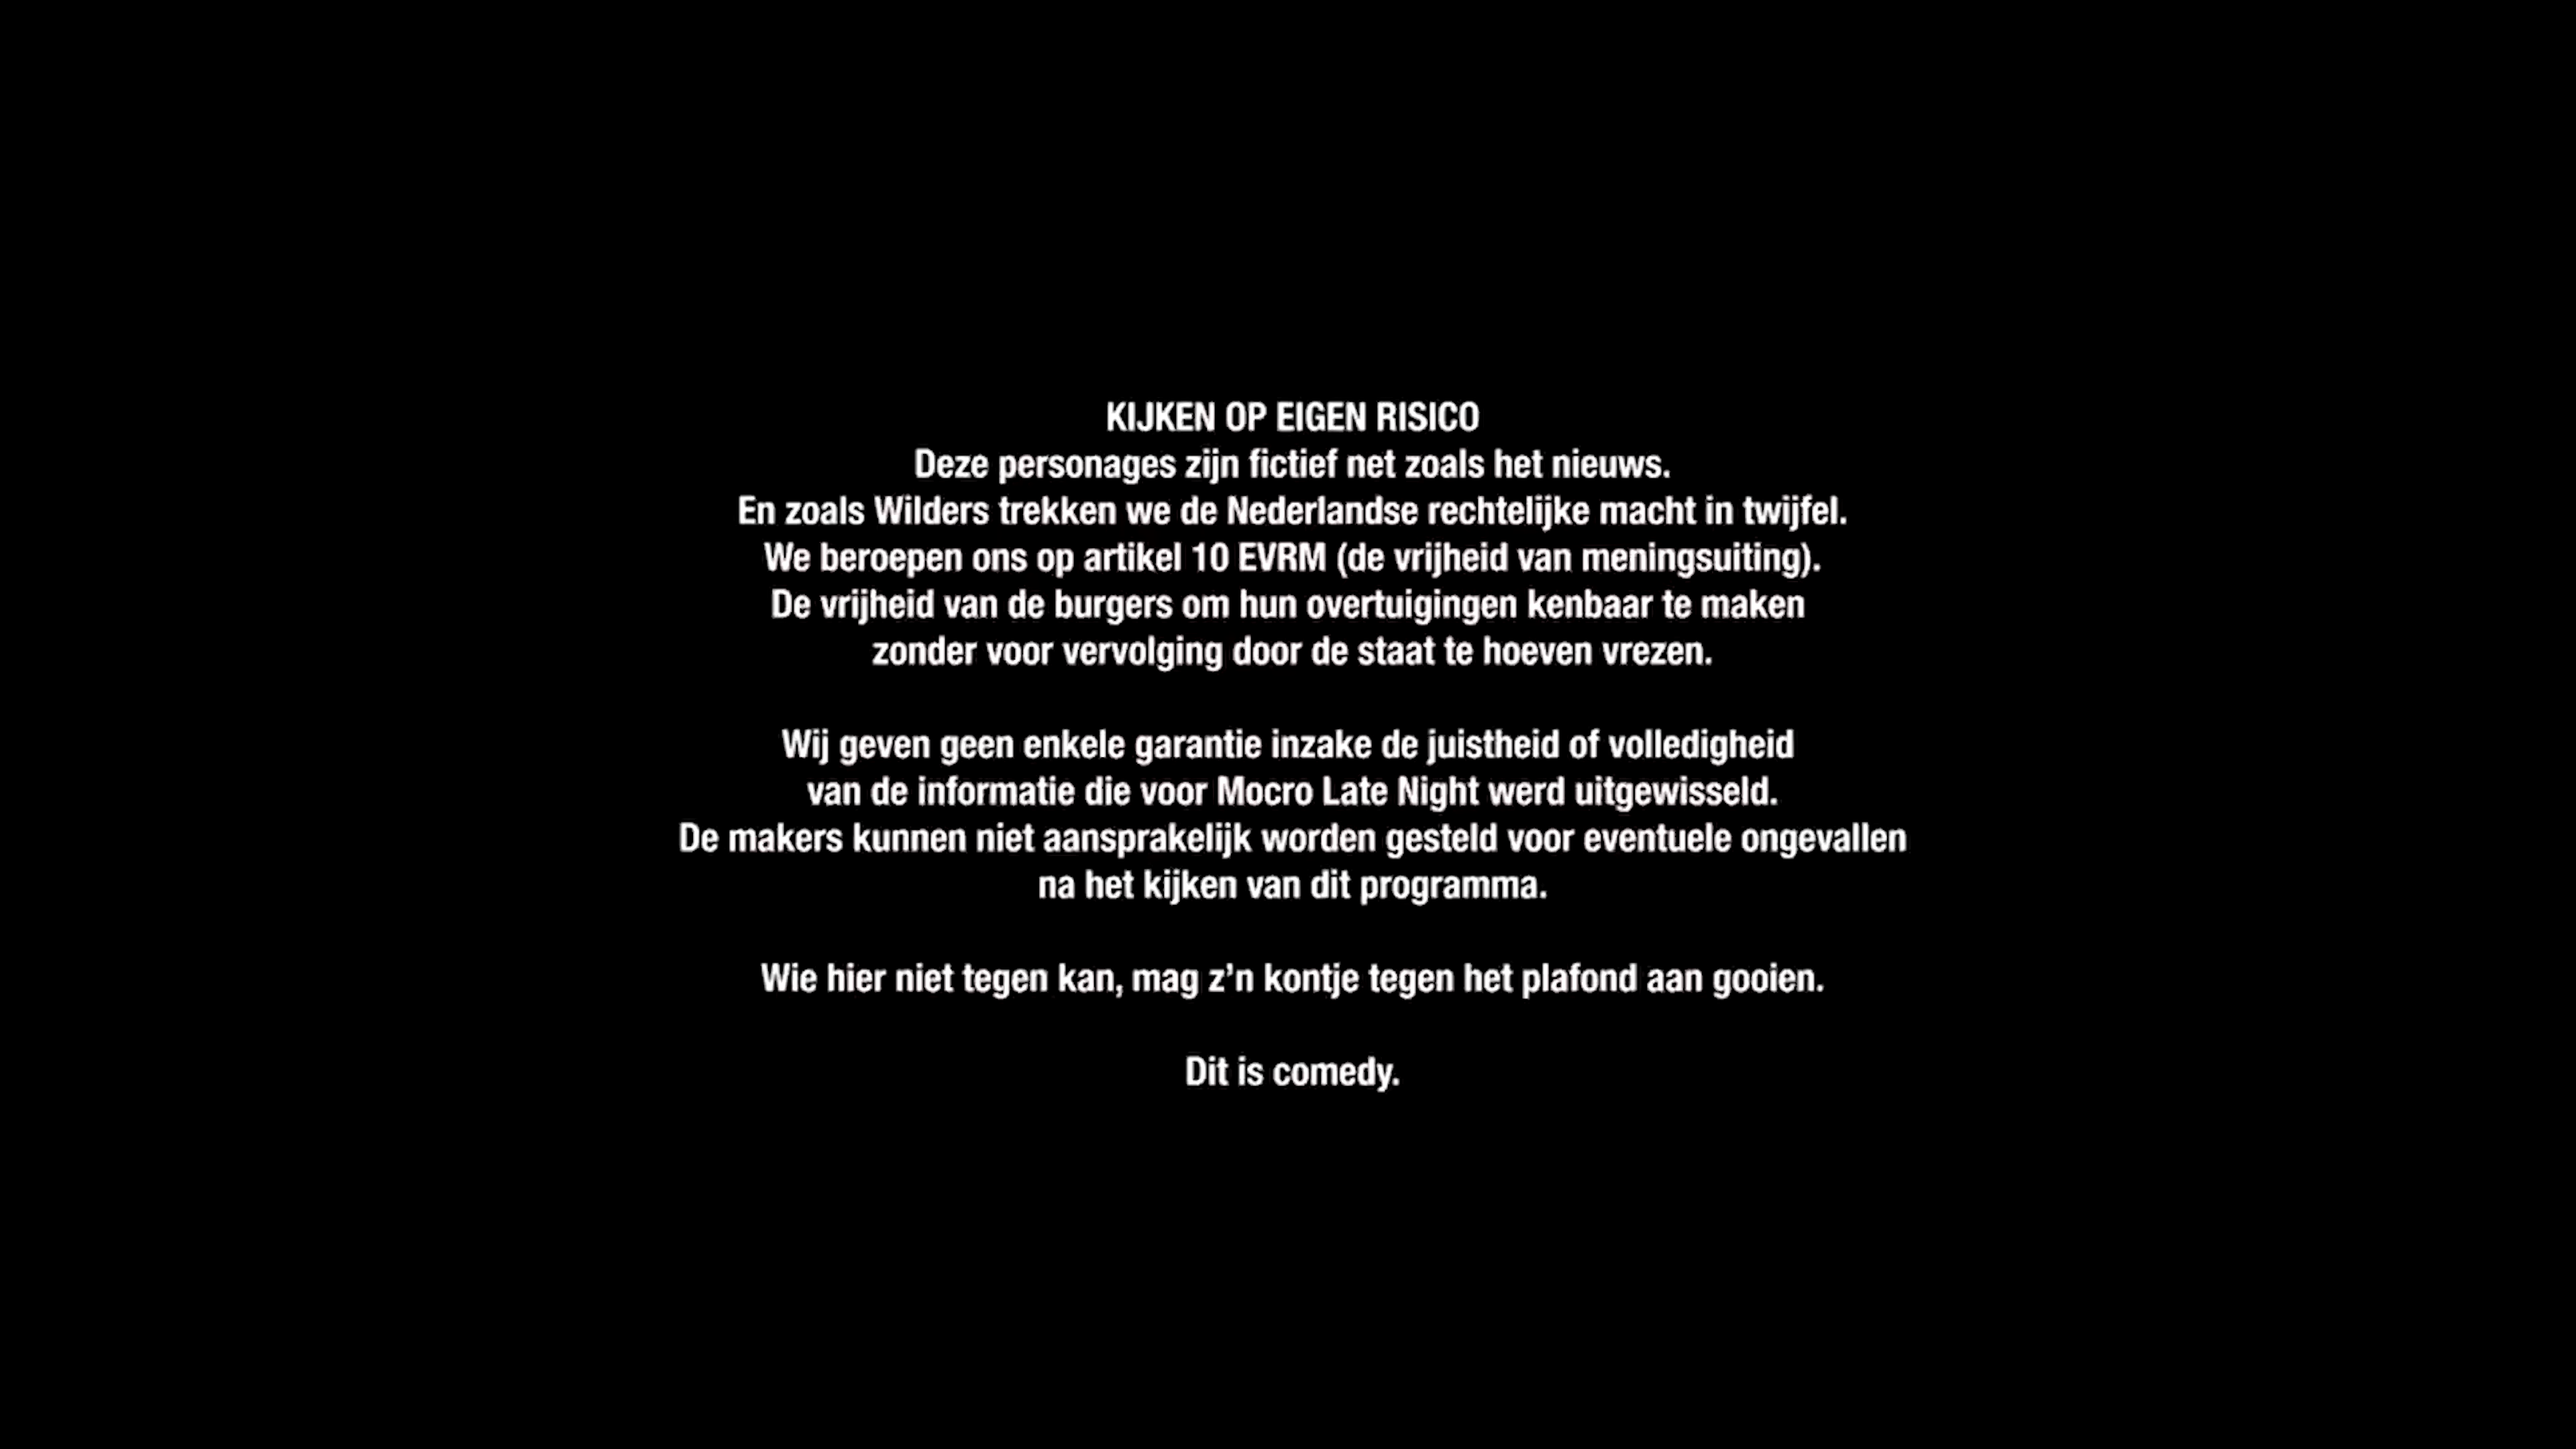 KIJKEN OP EIGEN RISICO
Deze personages zijn fictief net zoals het nieuws.
En zoals Wilders trekken we de Nederlandse rechtelijke macht in twijfel.
We beroepen ons op artikel 10 EVRM (de vrijheid van meningsuiting).
De vrijheid van de burgers om hun overtuigingen kenbaar te maken
zonder voor vervolging door de staat te hoeven vrezen.
Wij geven geen enkele garantie inzake de juistheid of volledigheid
van de informatie die voor Mocro Late Night werd uitgewisseld.
De makers kunnen niet aansprakelijk worden gesteld voor eventuele ongevallen
na het kijken van dit programma.
Wie hier niet tegen kan, mag z’n kontje tegen het plafond aan gooien.
Dit is comedy.